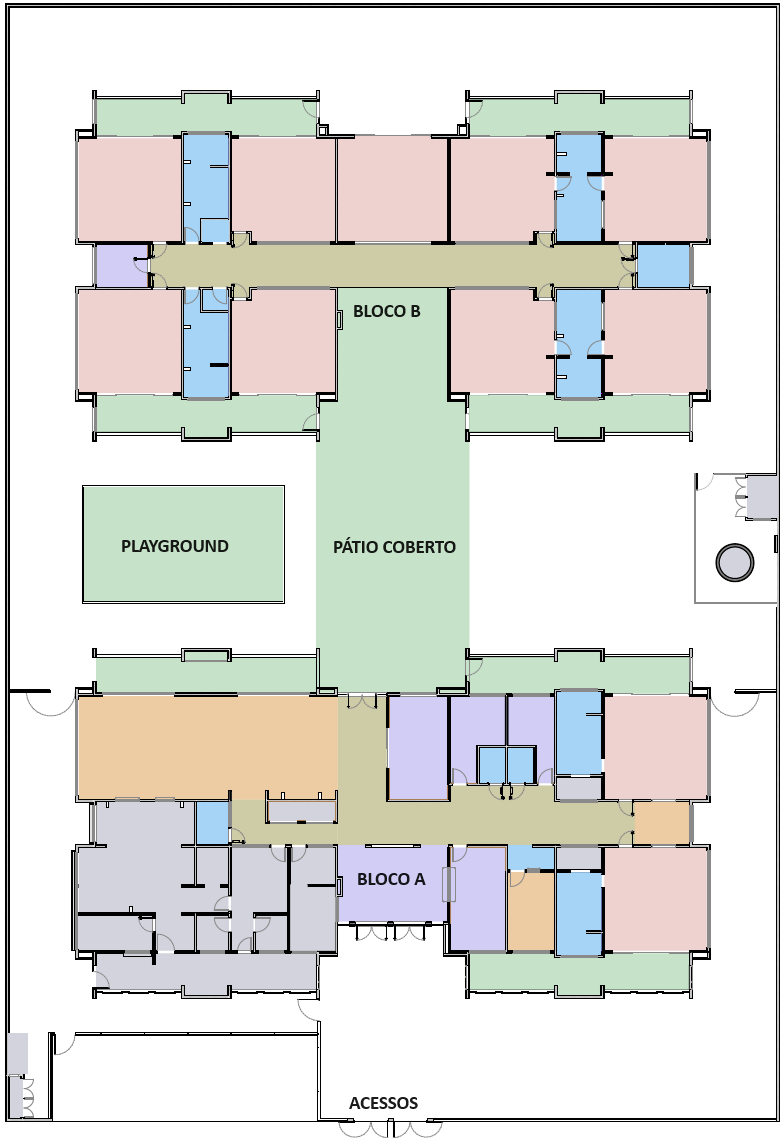 BLOCO B
PLAYGROUND
PÁTIO COBERTO
BLOCO A
ACESSOS